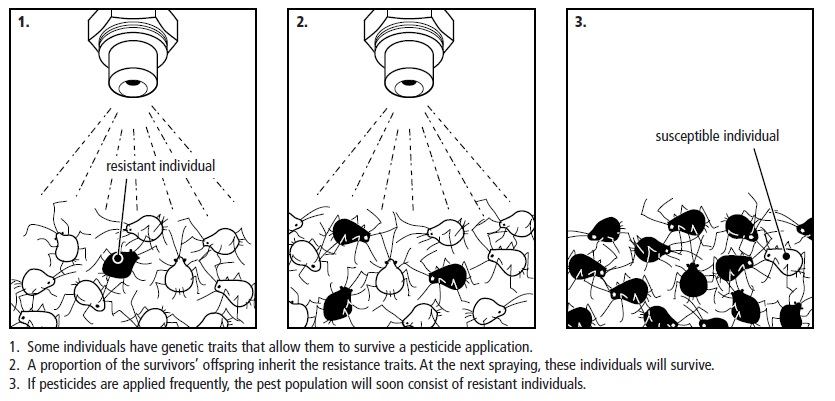 1.
2.
3.
resistant individual
susceptible individual
1. Some individuals have genetic traits that allow them to survive a pesticide application.
2. A proportion of the survivors' offspring inherit the resistance traits. At the next spraying, these individuals will survive.
3. If pesticides are applied frequently, the pest population will soon consist of resistant individuals.